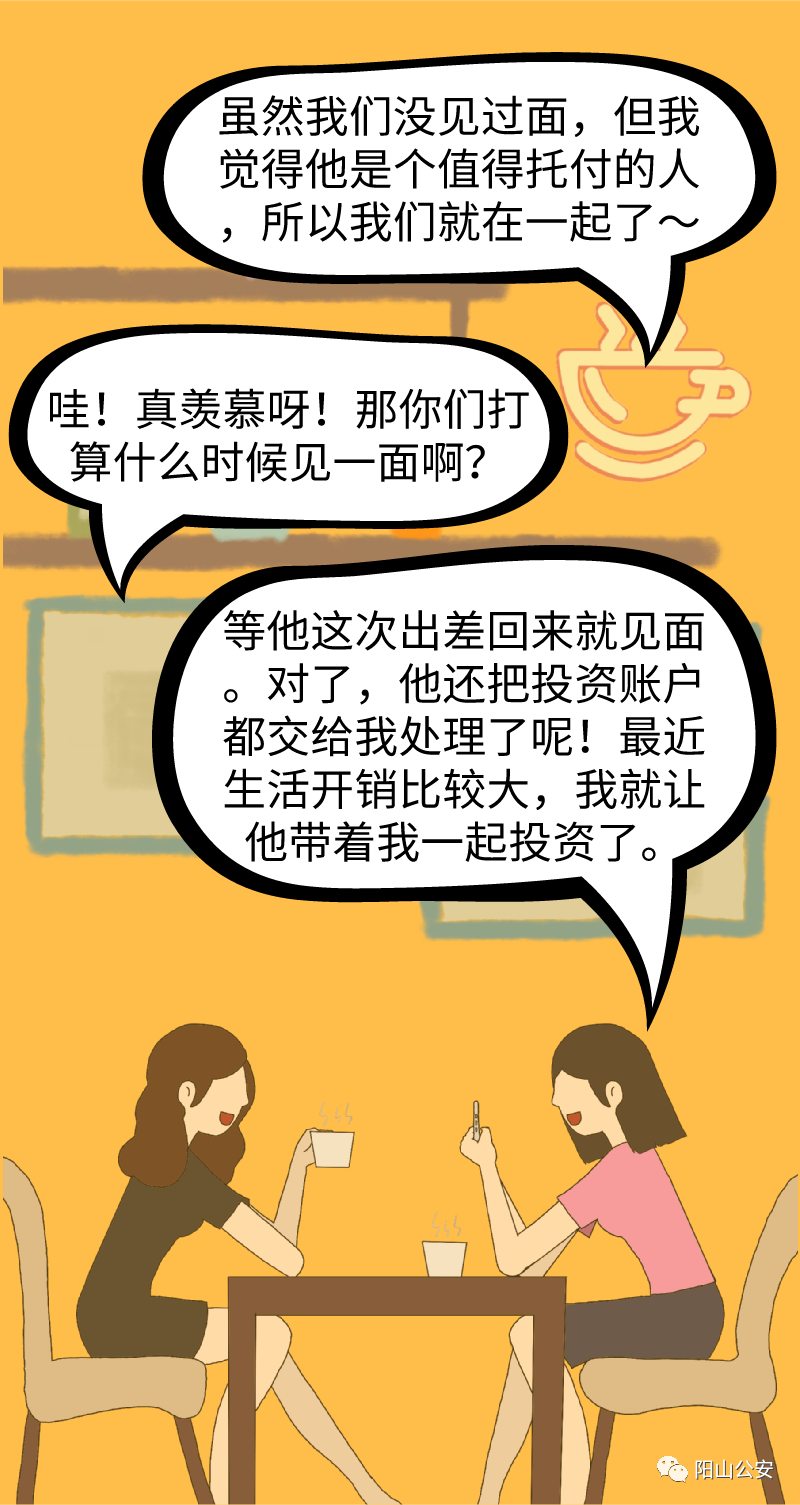 虽然我们没见过面，但我
觉得他是个值得托付的人
，所以我们就在一起了～
哇！真羡慕呀！那你们打
算什么时候见一面啊？
等他这次出差回来就见面
。对了，他还把投资账户
都交给我处理了呢！最近
生活开销比较大，我就让
他带着我一起投资了。
阳山公安